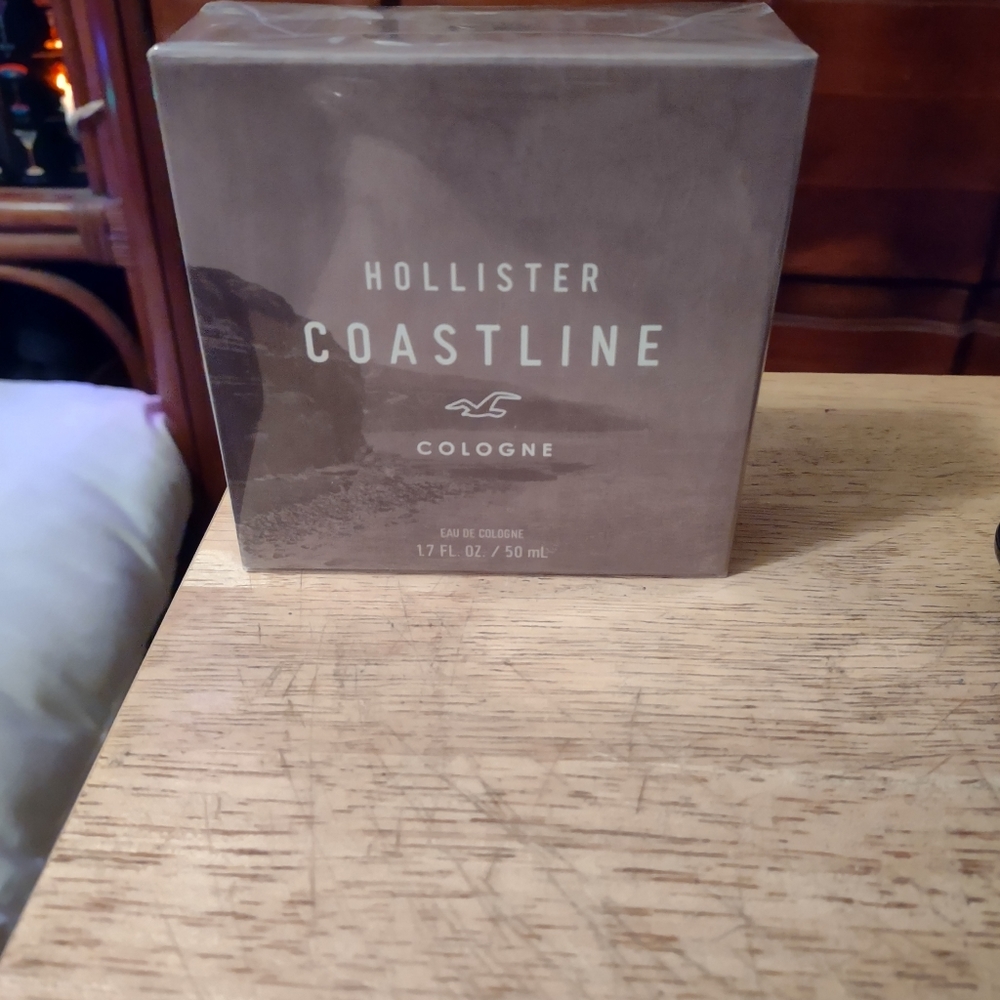 HOLLISTER
COASTLINE
COLOGNE
EAU DE COLOGNE
1.7 FL. OZ. / 50 mL